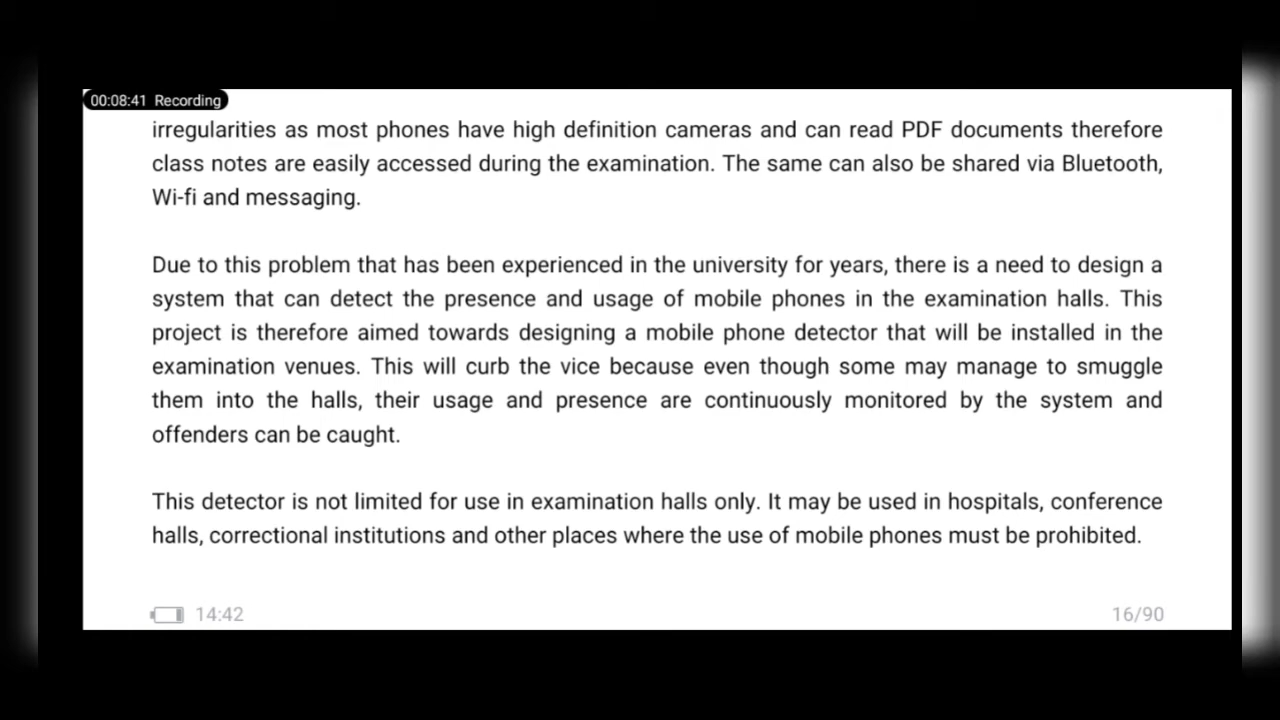 00:08:41 Recording
irregularities as most phones have high definition cameras and can read PDF documents therefore
class notes are easily accessed during the examination. The same can also be shared via Bluetooth,
Wi-fi and messaging.
Due to this problem that has been experienced in the university for years, there is a need to design a
system that can detect the presence and usage of mobile phones in the examination halls. This
project is therefore aimed towards designing a mobile phone detector that will be installed in the
examination venues. This will curb the vice because even though some may manage to smuggle
them into the halls, their usage and presence are continuously monitored by the system and
offenders can be caught.
This detector is not limited for use in examination halls only. It may be used in hospitals, conference
halls, correctional institutions and other places where the use of mobile phones must be prohibited.
14:42 16/90